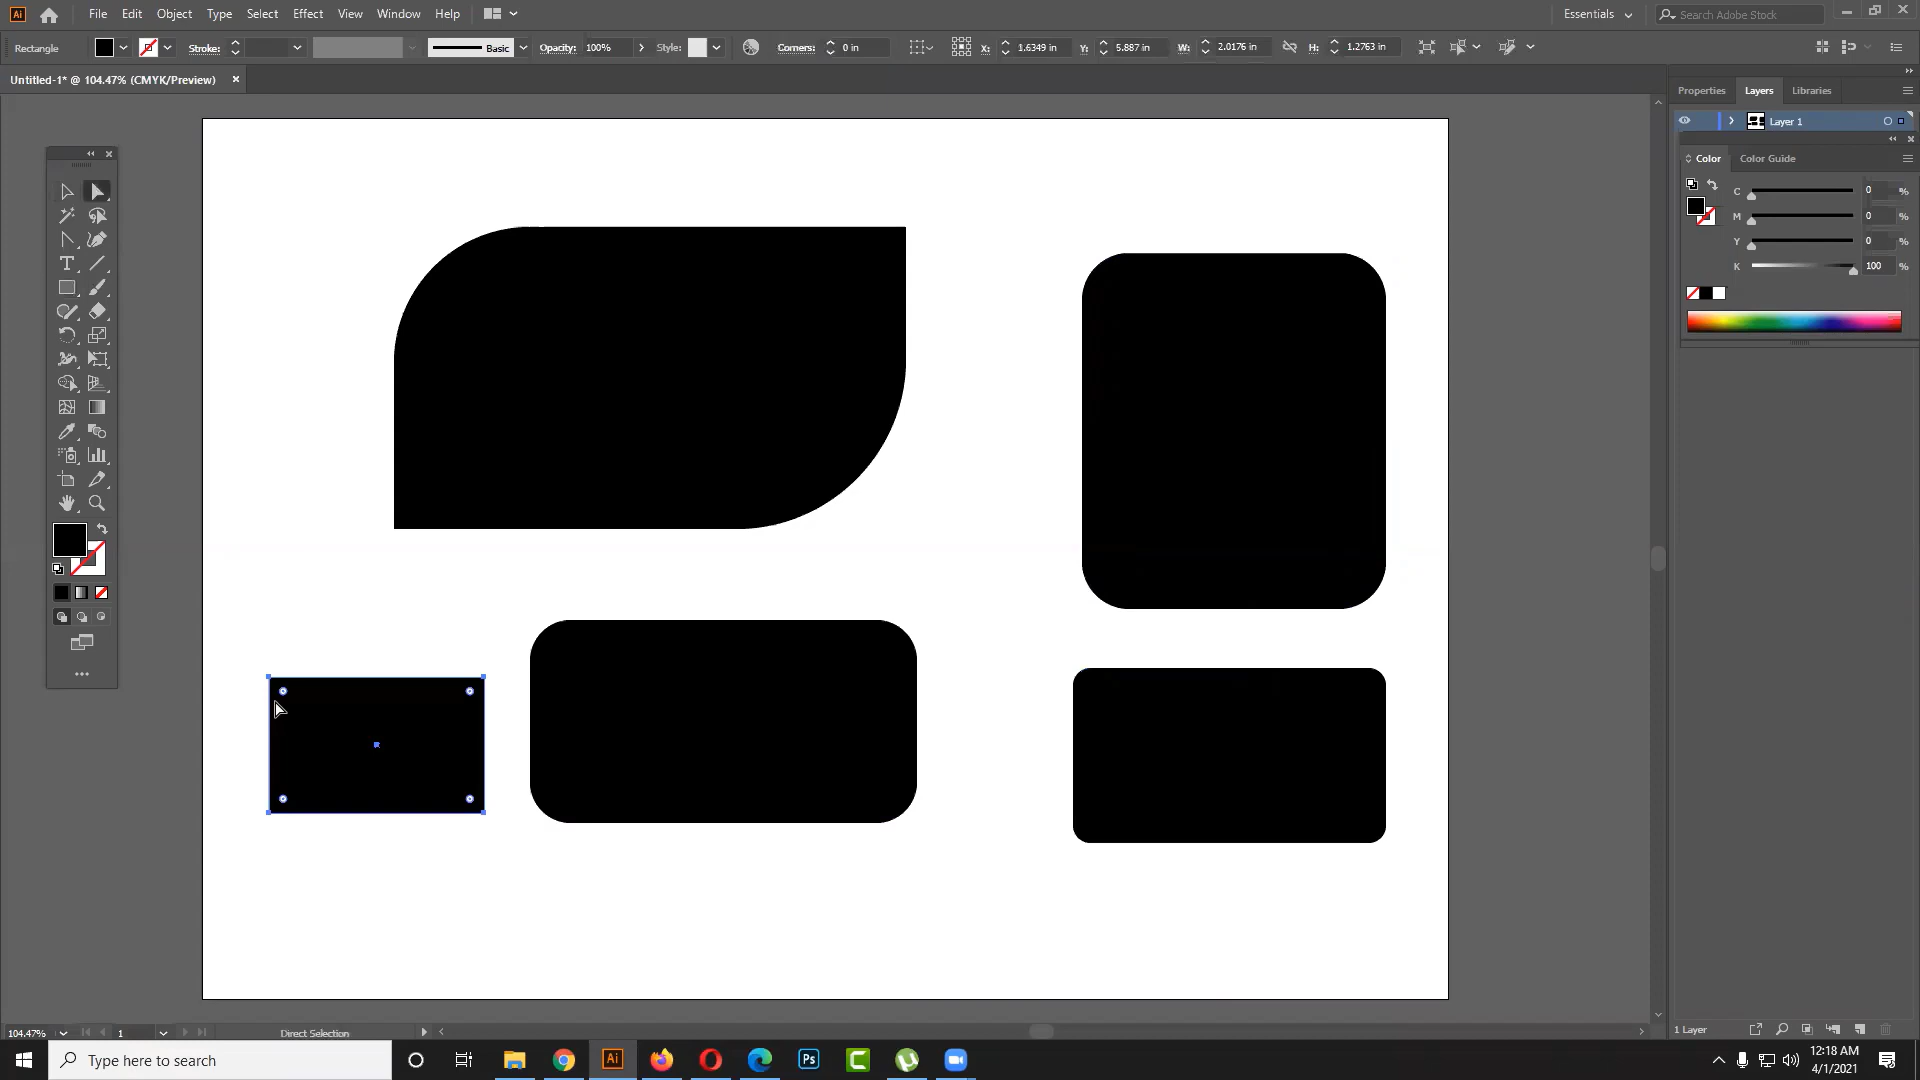 Ai File Edit Object Type Select Effect View Window Help Essentials Search Adobe Stock
Rectangle Stroke: Basic Opacity: 100% Style: Corners: 0 in X: 1.6349 in Y: 5.887 in W: 2.0176 in H: 1.2763 in
Untitled-1* @ 104.47% (CMYK/Preview)
Properties Layers Libraries
Layer 1
Color Color Guide
C 0 %
M 0 %
Y 0 %
K 100 %
T
104.47% 1 Direct Selection 1 Layer
Type here to search Ai Ps C 12:18 AM
4/1/2021